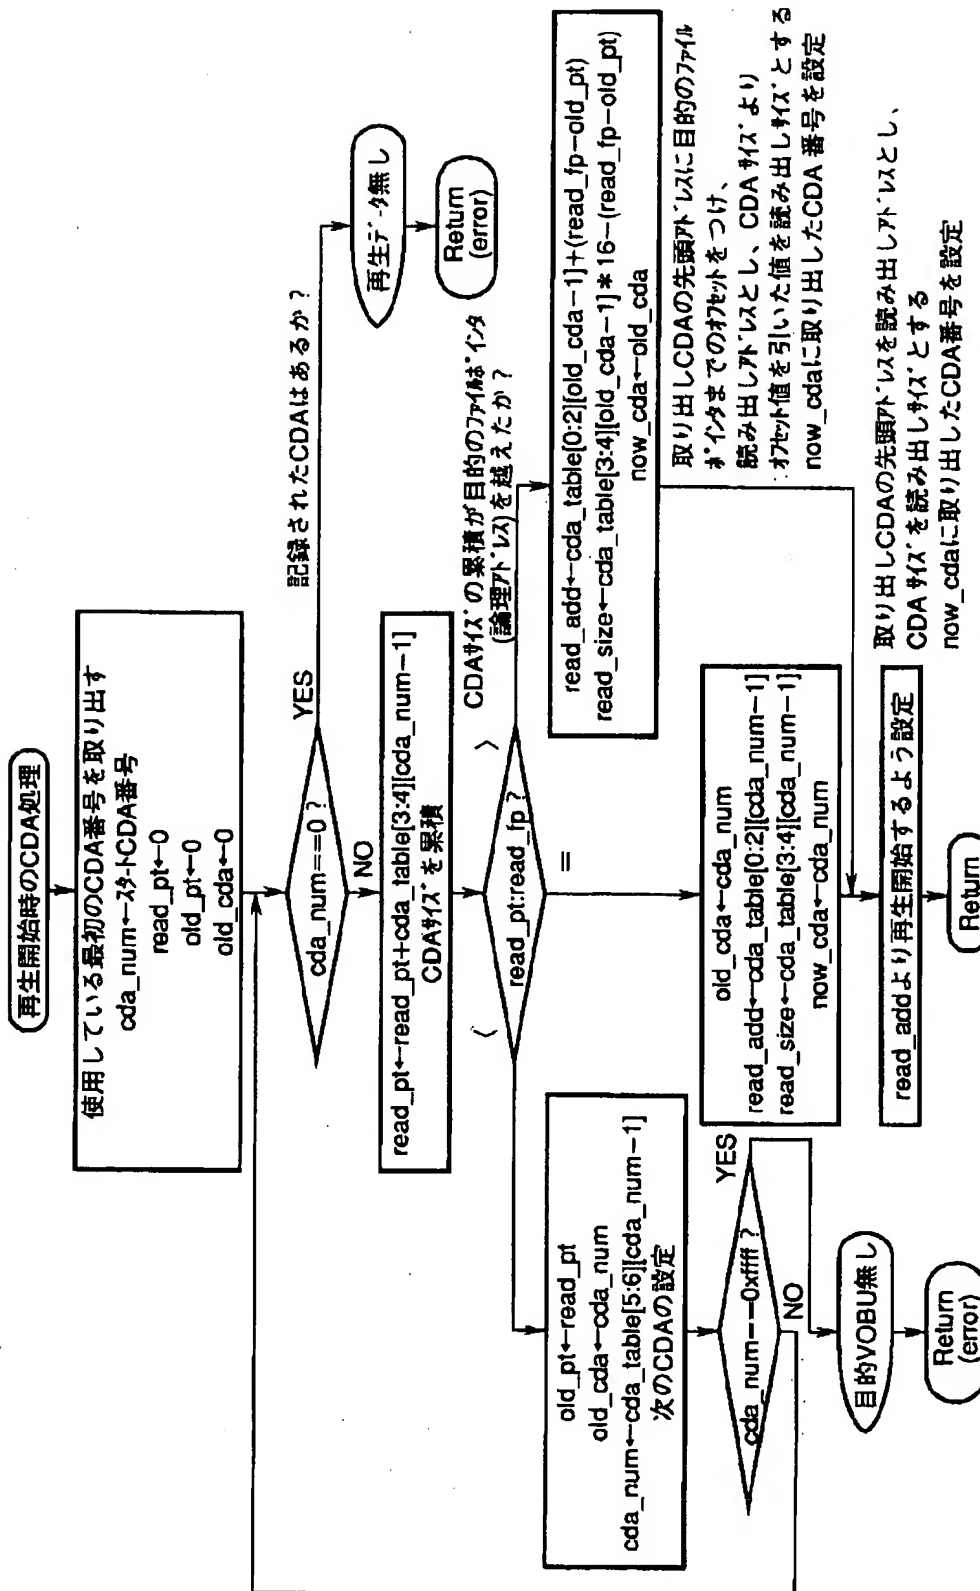 再生開始時のCDA処理
使用している最初のCDA番号を取り出す
cda_num←スタートCDA番号
read_pt←0
old_pt←0
old_cda←0
cda_num==0 ?
YES
記録されたCDAはあるか?
再生データ無し
Return
(error)
NO
read_pt←read_pt+cda_table[3:4][cda_num−1]
CDAサイズを累積
CDAサイズの累積が目的のファイルポインタ
(論理アドレス)を越えたか?
read_pt:read_fp ?
<
=
>
read_add←cda_table[0:2][old_cda−1]+(read_fp−old_pt)
read_size←cda_table[3:4][old_cda−1]*16−(read_fp−old_pt)
now_cda←old_cda
取り出しCDAの先頭アドレスに目的のファイル
ポインタまでのオフセットをつけ、
読み出しアドレスとし、CDAサイズより
オフセット値を引いた値を読み出しサイズとする
now_cdaに取り出したCDA番号を設定
old_pt←read_pt
old_cda←cda_num
cda_num←cda_table[5:6][cda_num−1]
次のCDAの設定
old_cda←cda_num
read_add←cda_table[0:2][cda_num−1]
read_size←cda_table[3:4][cda_num−1]
now_cda←cda_num
取り出しCDAの先頭アドレスを読み出しアドレスとし、
CDAサイズを読み出しサイズとする
now_cdaに取り出したCDA番号を設定
cda_num==0xffff ?
YES
NO
目的VOBU無し
Return
(error)
read_addより再生開始するよう設定
Return